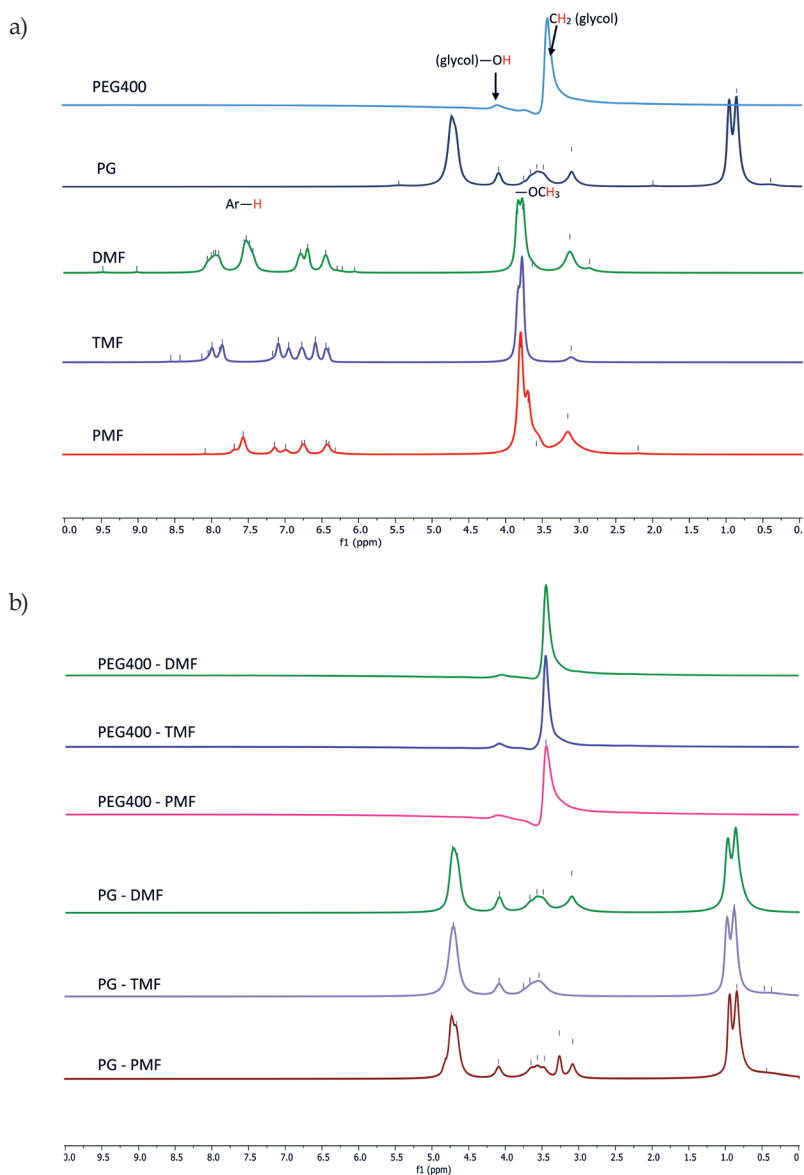 a)
CH₂ (glycol)
(glycol)—OH
PEG400
PG
Ar—H
—OCH₃
DMF
TMF
PMF
0.0 9.5 9.0 8.5 8.0 7.5 7.0 6.5 6.0 5.5 5.0 4.5 4.0 3.5 3.0 2.5 2.0 1.5 1.0 0.5 0.
f1 (ppm)
b)
PEG400 - DMF
PEG400 - TMF
PEG400 - PMF
PG - DMF
PG - TMF
PG - PMF
0.0 9.5 9.0 8.5 8.0 7.5 7.0 6.5 6.0 5.5 5.0 4.5 4.0 3.5 3.0 2.5 2.0 1.5 1.0 0.5 0.
f1 (ppm)